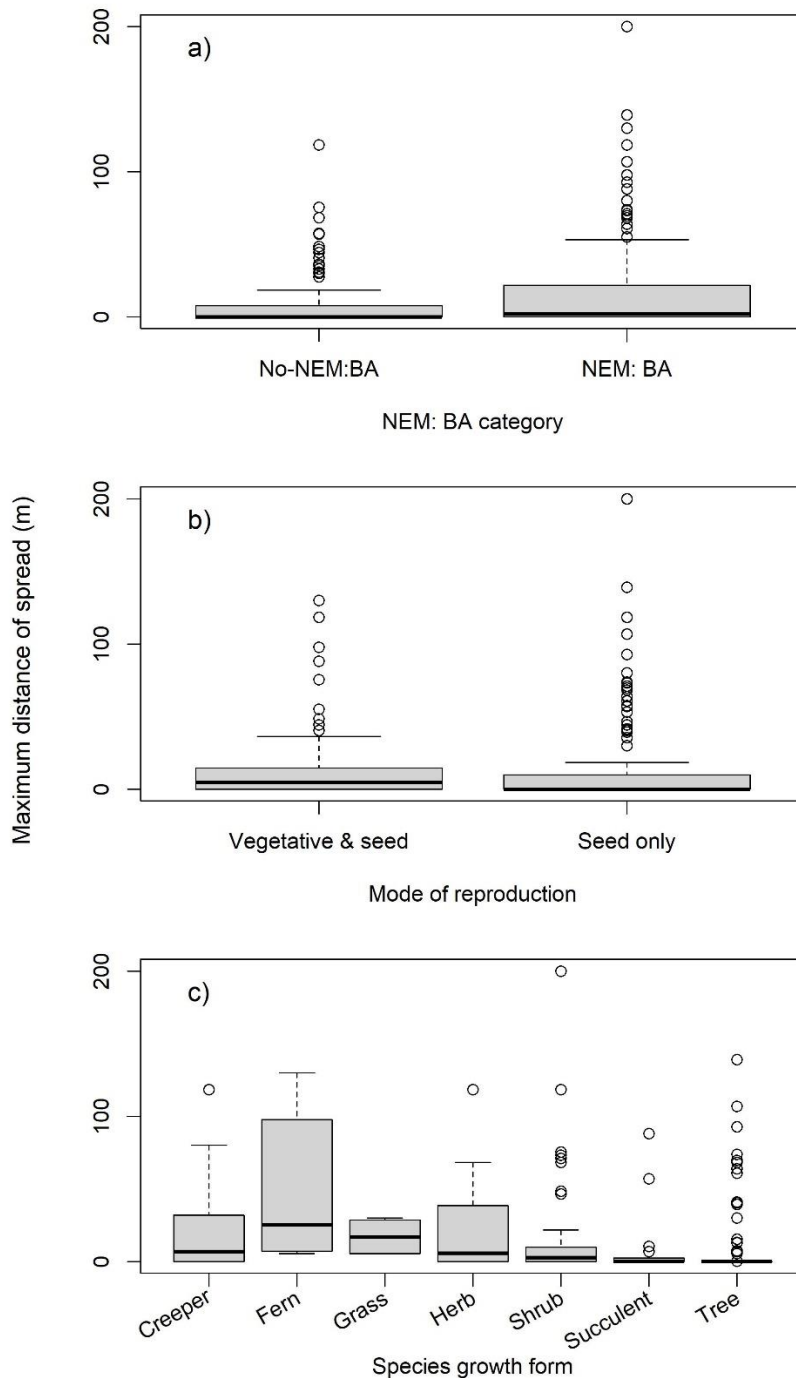 a)
200
100
0
No-NEM:BA NEM: BA
NEM: BA category
Maximum distance of spread (m)
b)
200
100
0
Vegetative & seed Seed only
Mode of reproduction
c)
200
100
0
Creeper Fern Grass Herb Shrub Succulent Tree
Species growth form